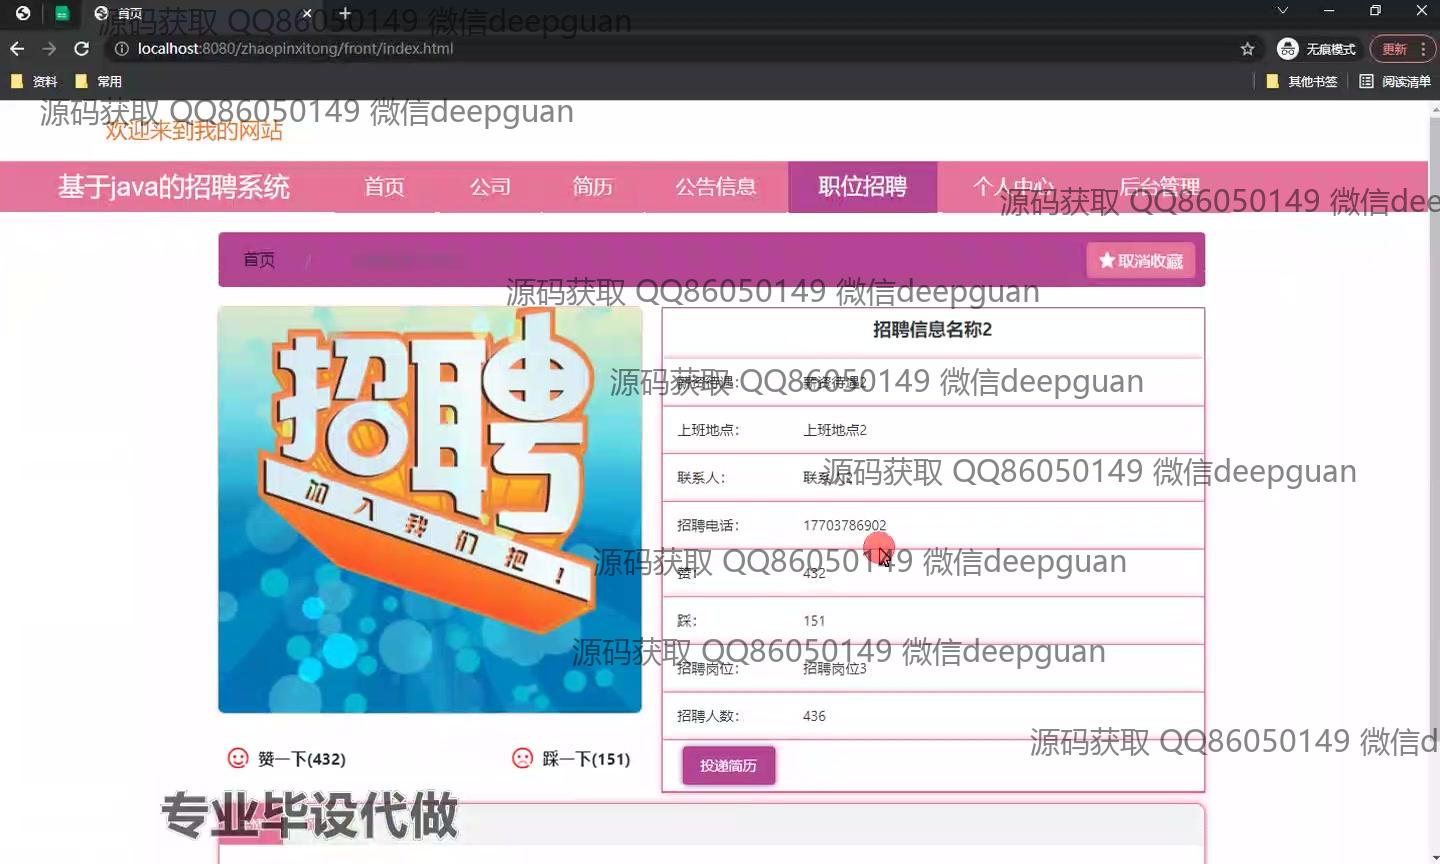 首页
源码获取 QQ86050149 微信deepguan
localhost:8080/zhaopinxitong/front/index.html
无痕模式
更新
资料
常用
其他书签
阅读清单
源码获取 QQ86050149 微信deepguan
欢迎来到我的网站
基于java的招聘系统
首页
公司
简历
公告信息
职位招聘
个人中心
后台管理
源码获取 QQ86050149 微信dee
首页 /
取消收藏
源码获取 QQ86050149 微信deepguan
招聘
加入我们吧!
招聘信息名称2
薪资待遇: 薪资待遇2
源码获取 QQ86050149 微信deepguan
上班地点: 上班地点2
联系人: 联系人2
源码获取 QQ86050149 微信deepguan
招聘电话: 17703786902
源码获取 QQ86050149 微信deepguan
赞: 432
踩: 151
源码获取 QQ86050149 微信deepguan
招聘岗位: 招聘岗位3
招聘人数: 436
源码获取 QQ86050149 微信d
赞一下(432)
踩一下(151)
投递简历
专业毕设代做